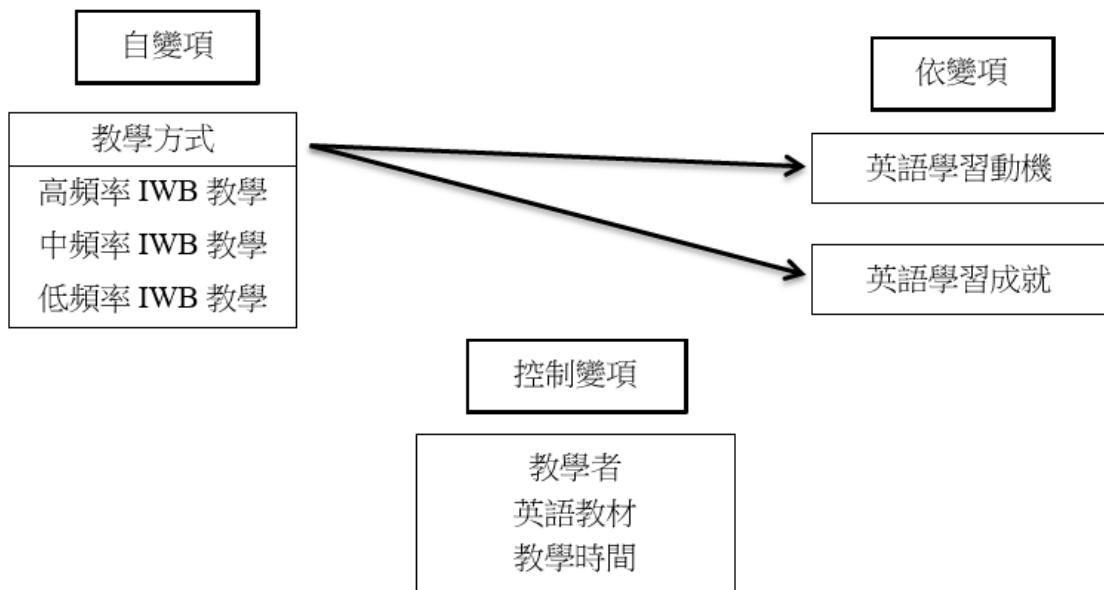 自變項
教學方式
高頻率 IWB 教學
中頻率 IWB 教學
低頻率 IWB 教學
依變項
英語學習動機
英語學習成就
控制變項
教學者
英語教材
教學時間